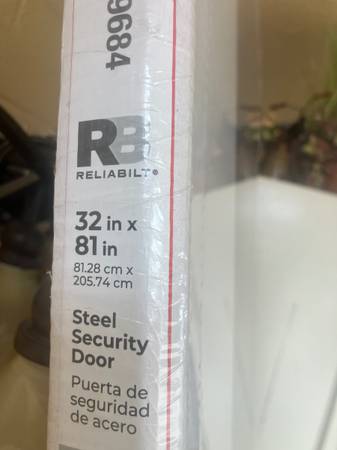 9684
RB
RELIABILT®
32 in x
81 in
81.28 cm x
205.74 cm
Steel
Security
Door
Puerta de
seguridad
de acero